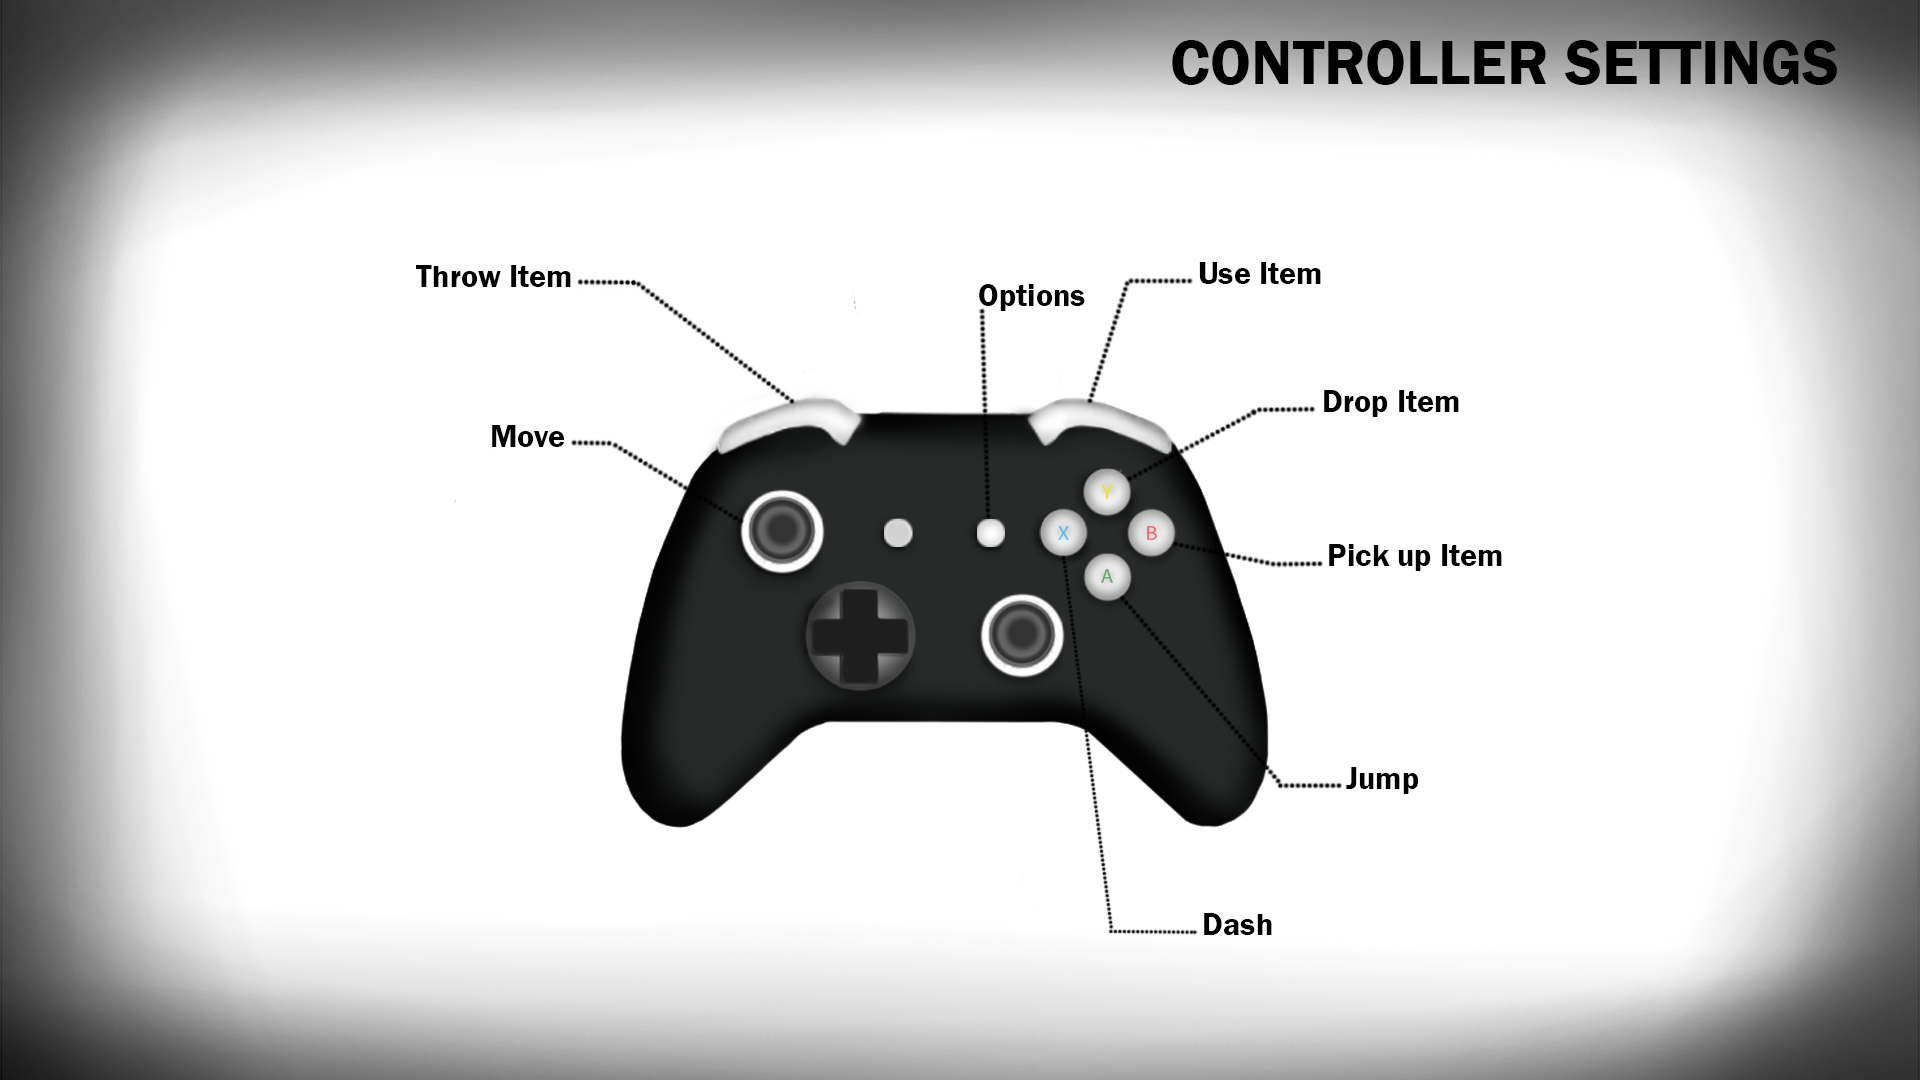 CONTROLLER SETTINGS
Throw Item
Use Item
Options
Drop Item
Move
Y
X
B
Pick up Item
A
Jump
Dash